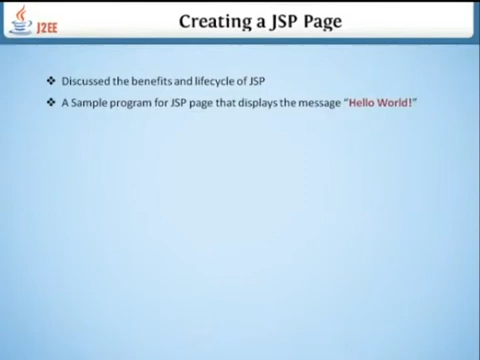 J2EE
Creating a JSP Page
❖ Discussed the benefits and lifecycle of JSP
❖ A Sample program for JSP page that displays the message “Hello World!”